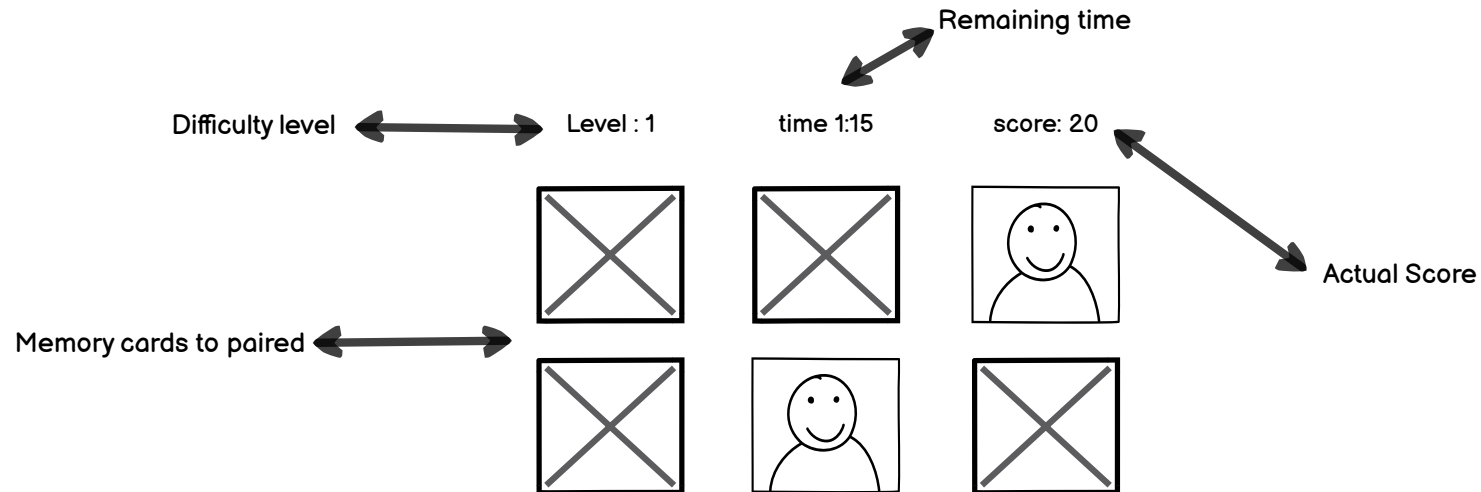 Remaining time
Difficulty level
Level : 1
time 1:15
score: 20
Actual Score
Memory cards to paired